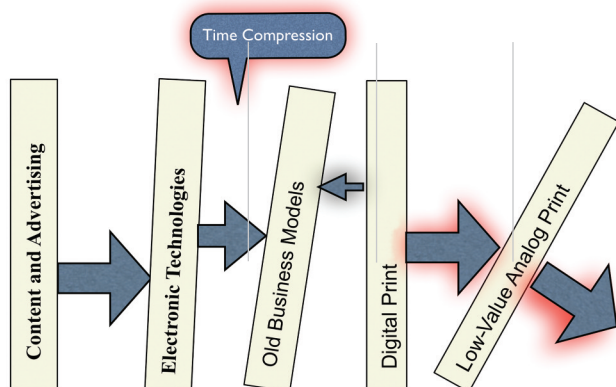 Time Compression
Content and Advertising
Electronic Technologies
Old Business Models
Digital Print
Low-Value Analog Print